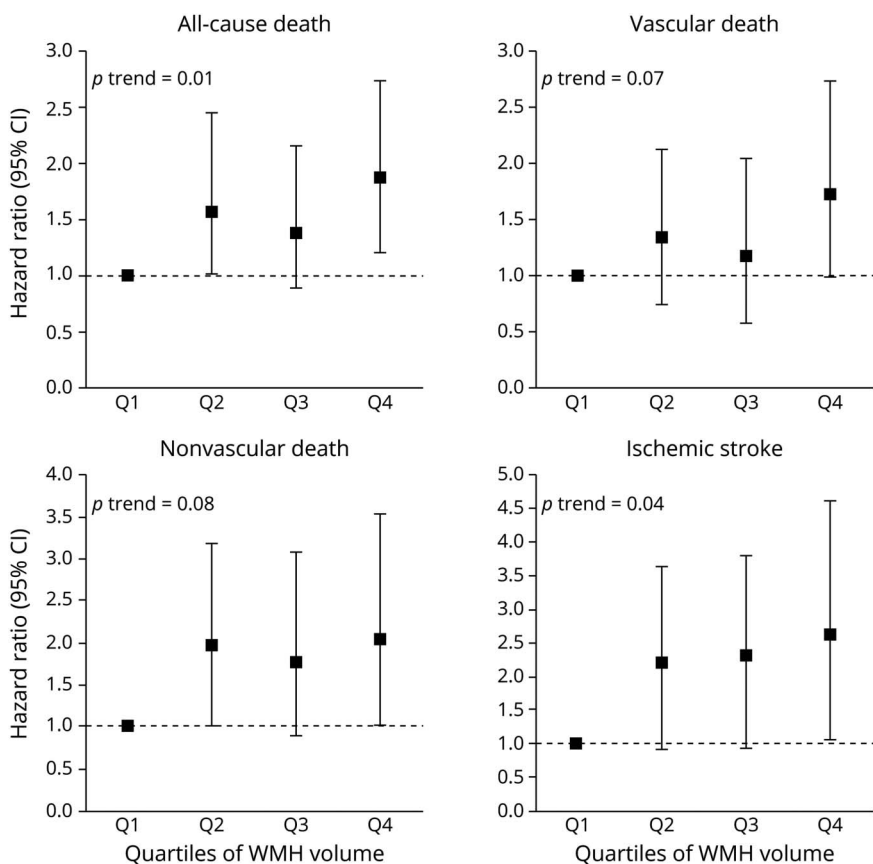 All-cause death
Hazard ratio (95% CI)
3.0
2.5
2.0
1.5
1.0
0.5
0.0
p trend = 0.01
Q1 Q2 Q3 Q4
Vascular death
3.0
2.5
2.0
1.5
1.0
0.5
0.0
p trend = 0.07
Q1 Q2 Q3 Q4
Nonvascular death
Hazard ratio (95% CI)
4.0
3.5
3.0
2.5
2.0
1.5
1.0
0.5
0.0
p trend = 0.08
Q1 Q2 Q3 Q4
Quartiles of WMH volume
Ischemic stroke
5.0
4.5
4.0
3.5
3.0
2.5
2.0
1.5
1.0
0.5
0.0
p trend = 0.04
Q1 Q2 Q3 Q4
Quartiles of WMH volume